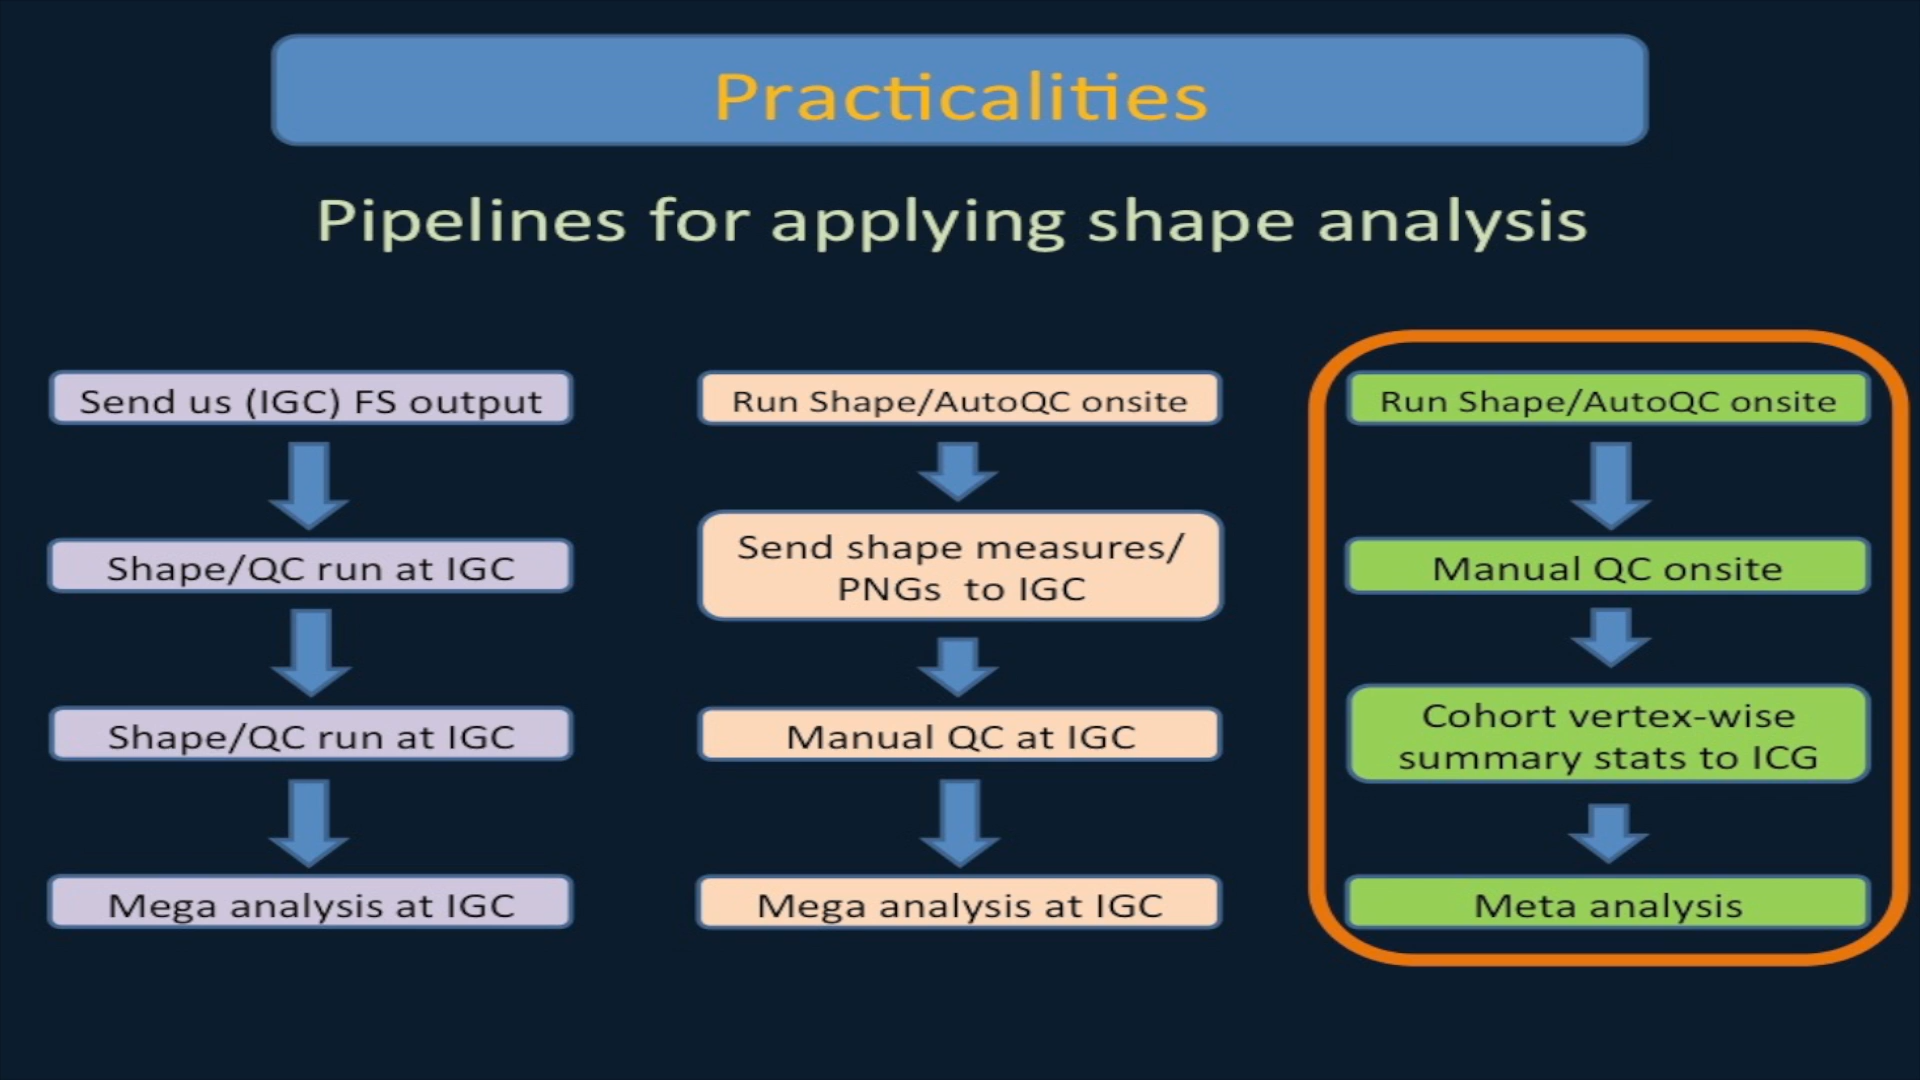 Practicalities
Pipelines for applying shape analysis
Send us (IGC) FS output
Shape/QC run at IGC
Shape/QC run at IGC
Mega analysis at IGC
Run Shape/AutoQC onsite
Send shape measures/
PNGs to IGC
Manual QC at IGC
Mega analysis at IGC
Run Shape/AutoQC onsite
Manual QC onsite
Cohort vertex-wise
summary stats to ICG
Meta analysis